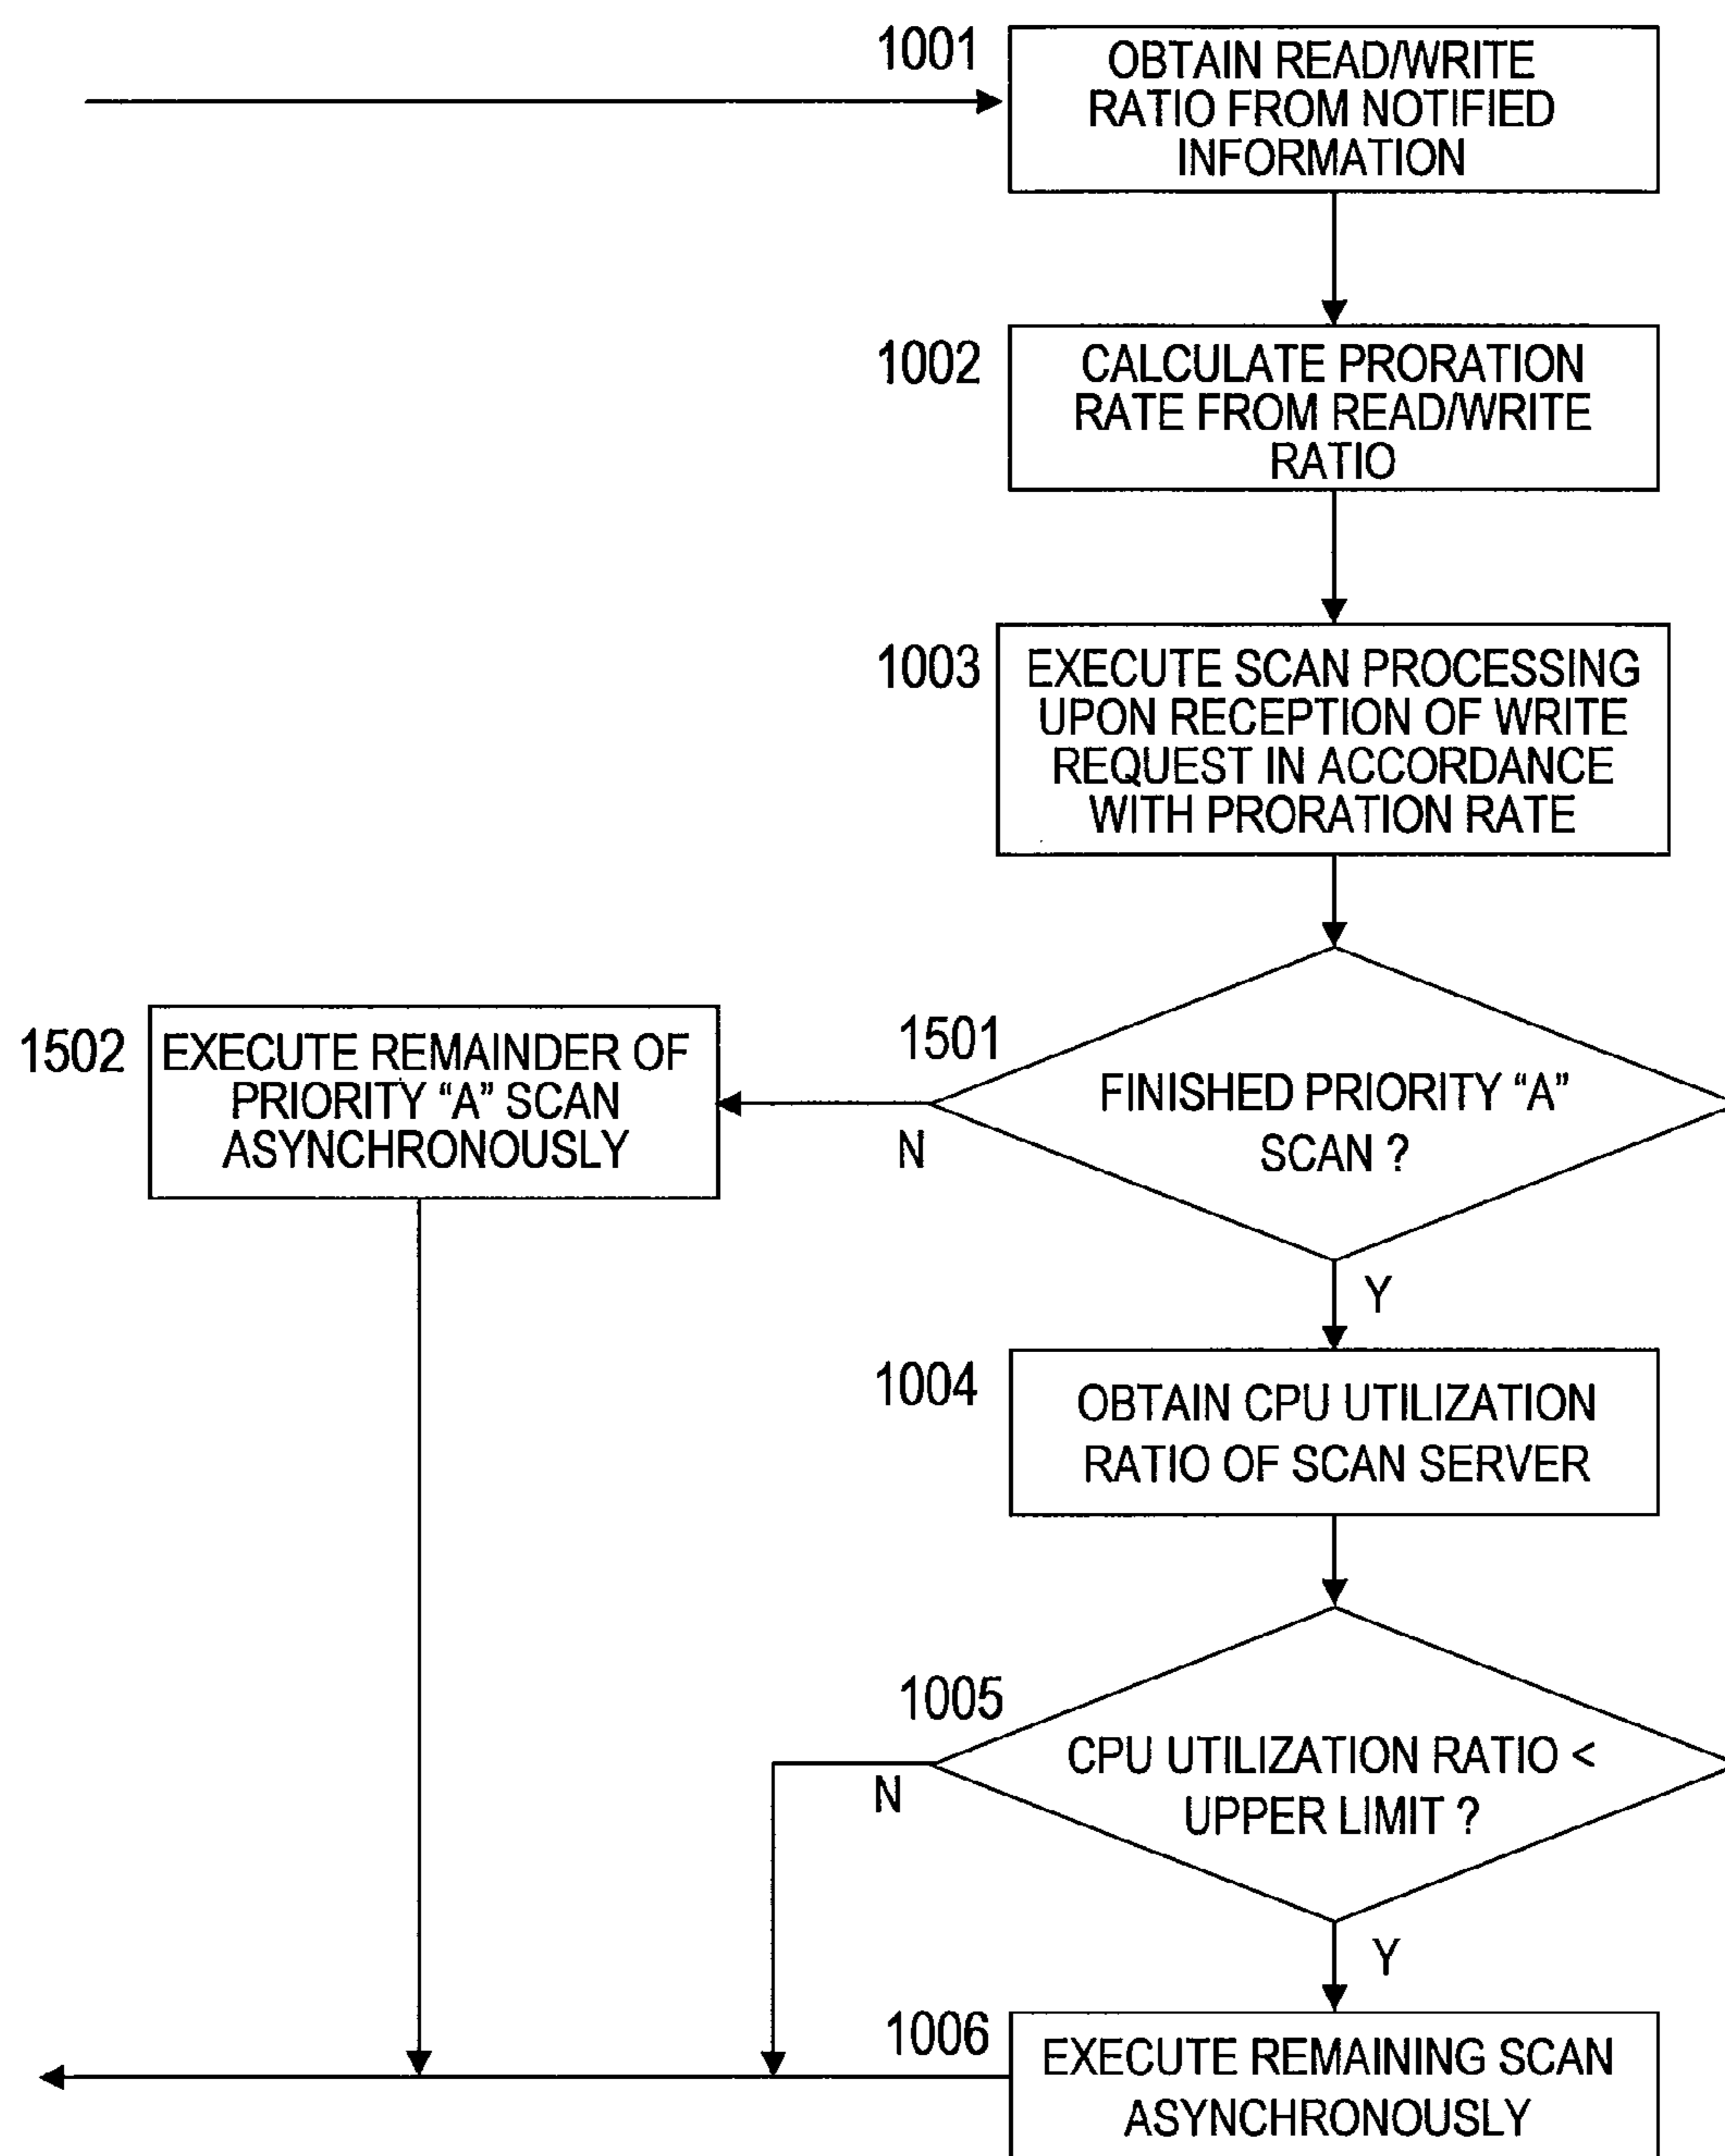 1001
OBTAIN READ/WRITE
RATIO FROM NOTIFIED
INFORMATION
1002
CALCULATE PRORATION
RATE FROM READ/WRITE
RATIO
1003
EXECUTE SCAN PROCESSING
UPON RECEPTION OF WRITE
REQUEST IN ACCORDANCE
WITH PRORATION RATE
1502
EXECUTE REMAINDER OF
PRIORITY “A” SCAN
ASYNCHRONOUSLY
1501
FINISHED PRIORITY “A”
SCAN ?
N
Y
1004
OBTAIN CPU UTILIZATION
RATIO OF SCAN SERVER
1005
CPU UTILIZATION RATIO <
UPPER LIMIT ?
N
Y
1006
EXECUTE REMAINING SCAN
ASYNCHRONOUSLY